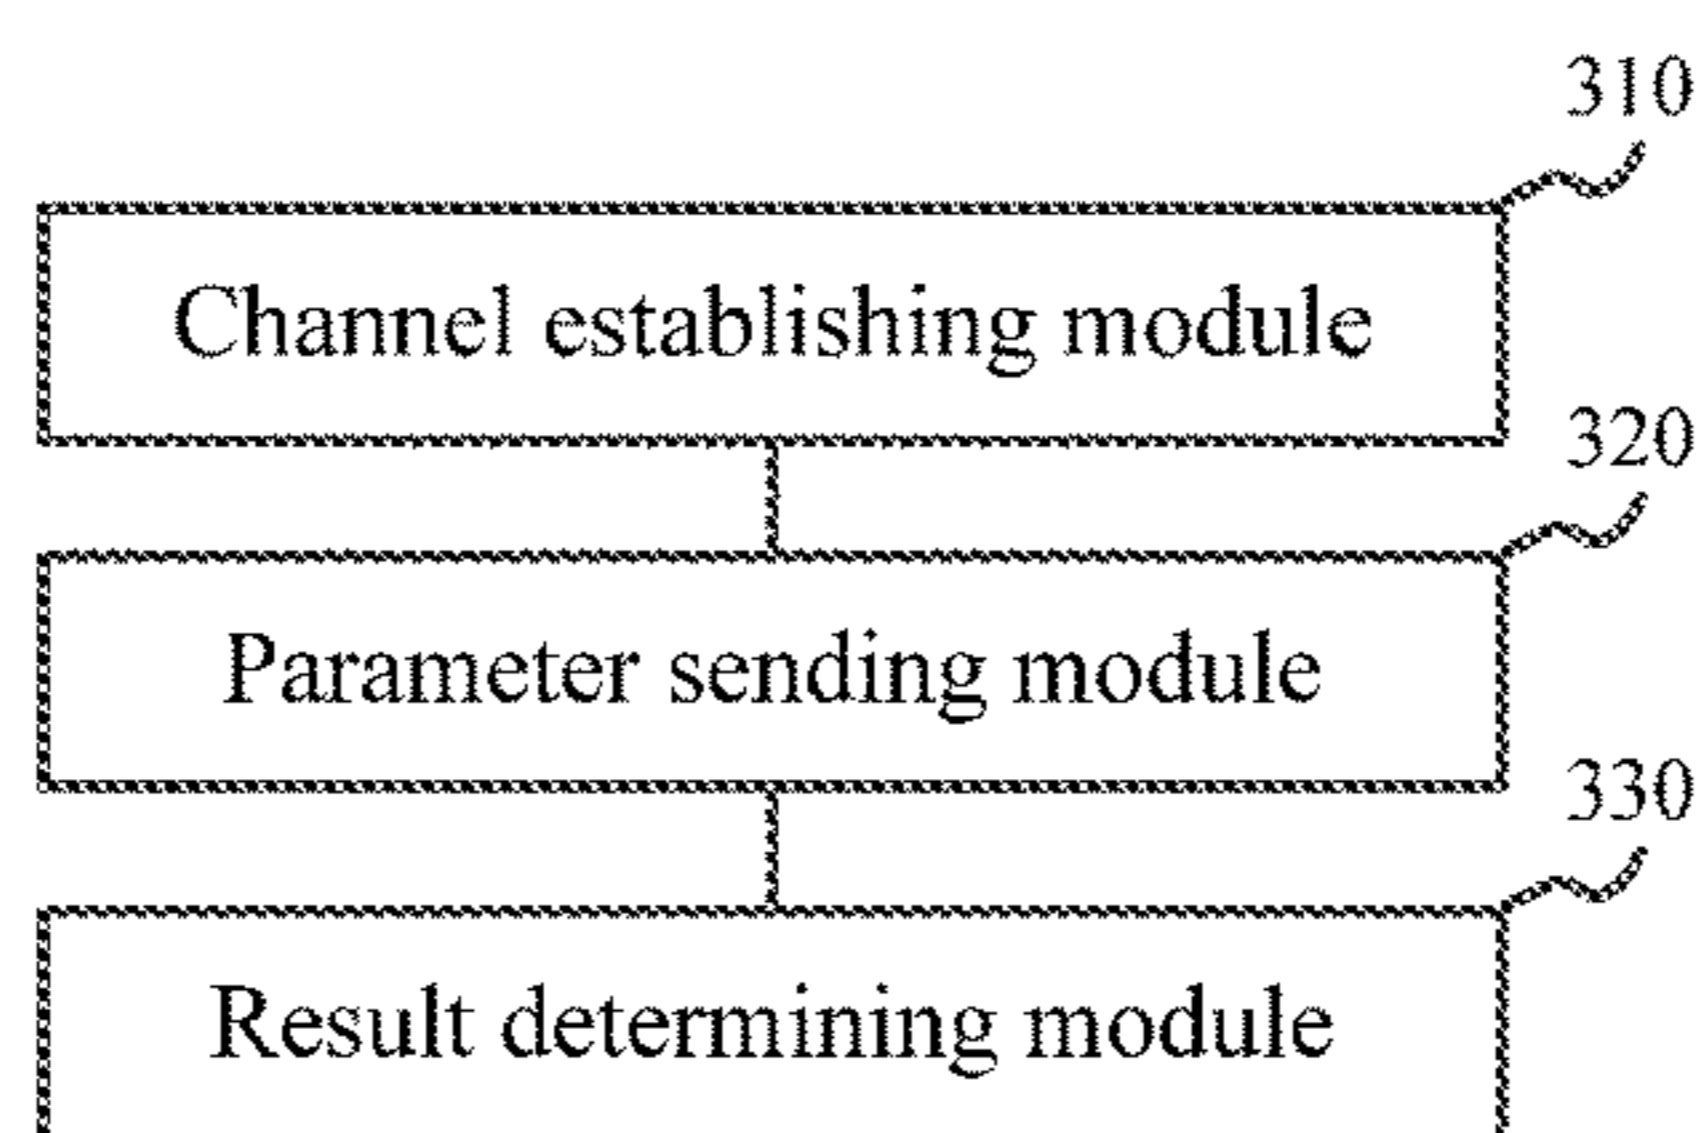 310
Channel establishing module
320
Parameter sending module
330
Result determining module